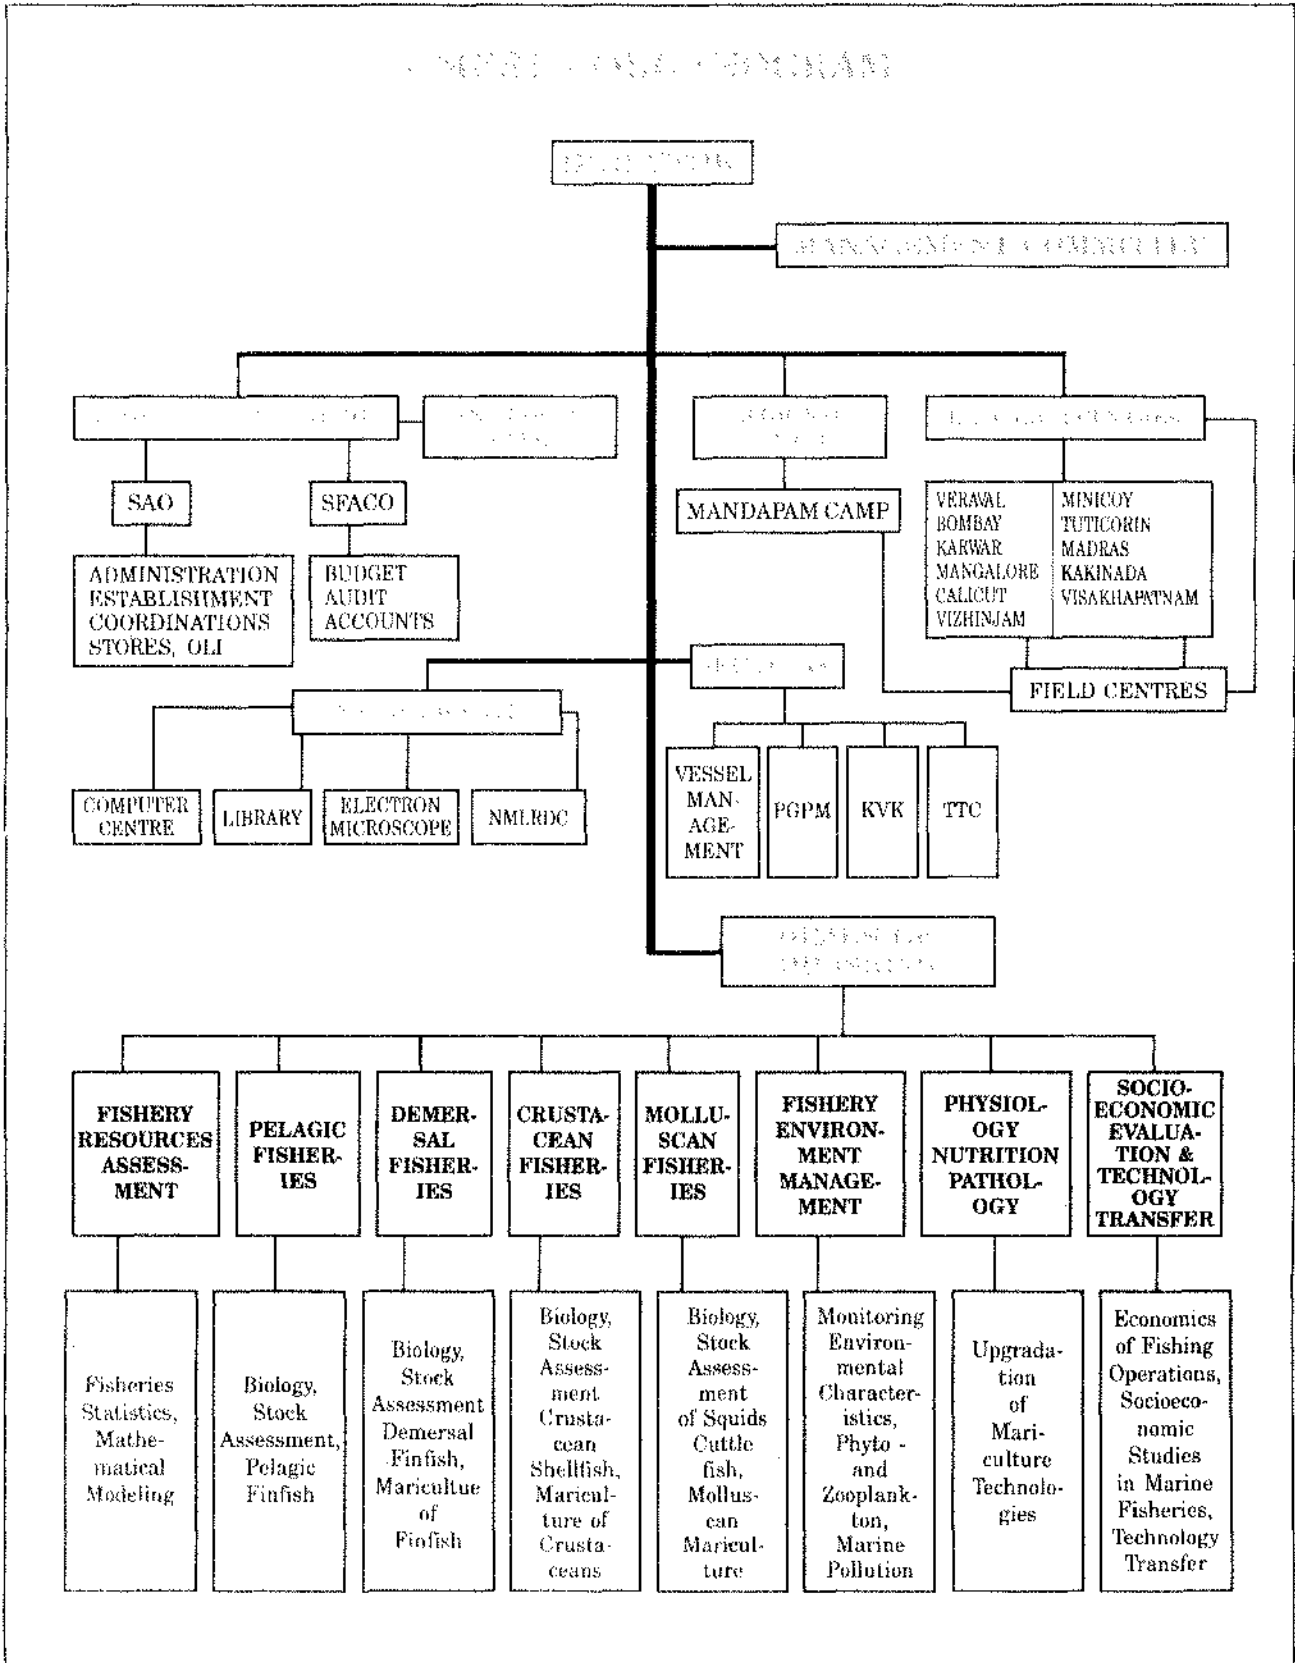 MANAGEMENT COMMITTEE
SAO
SFACO
MANDAPAM CAMP
VERAVAL
BOMBAY
KARWAR
MANGALORE
CALICUT
VIZHINJAM
MINICOY
TUTICORIN
MADRAS
KAKINADA
VISAKHAPATNAM
ADMINISTRATION
ESTABLISHMENT
COORDINATIONS
STORES, OLI
BUDGET
AUDIT
ACCOUNTS
FIELD CENTRES
COMPUTER
CENTRE
LIBRARY
ELECTRON
MICROSCOPE
NMLRDC
VESSEL
MAN-
AGE-
MENT
PGPM
KVK
TTC
FISHERY
RESOURCES
ASSESS-
MENT
PELAGIC
FISHER-
IES
DEMER-
SAL
FISHER-
IES
CRUSTA-
CEAN
FISHER-
IES
MOLLU-
SCAN
FISHER-
IES
FISHERY
ENVIRON-
MENT
MANAGE-
MENT
PHYSIOL-
OGY
NUTRITION
PATHOL-
OGY
SOCIO-
ECONOMIC
EVALUA-
TION &
TECHNOL-
OGY
TRANSFER
Fisheries
Statistics,
Mathe-
matical
Modeling
Biology,
Stock
Assessment,
Pelagic
Finfish
Biology,
Stock
Assessment
Demersal
Finfish,
Maricultue
of
Finfish
Biology,
Stock
Assess-
ment
Crusta-
cean
Shellfish,
Maricul-
ture of
Crusta-
ceans
Biology,
Stock
Assess-
ment
of Squids
Cuttle
fish,
Mollus-
can
Maricul-
ture
Monitoring
Environ-
mental
Character-
istics,
Phyto -
and
Zooplank-
ton,
Marine
Pollution
Upgrada-
tion
of
Mari-
culture
Technolo-
gies
Economics
of Fishing
Operations,
Socioeco-
nomic
Studies
in Marine
Fisheries,
Technology
Transfer